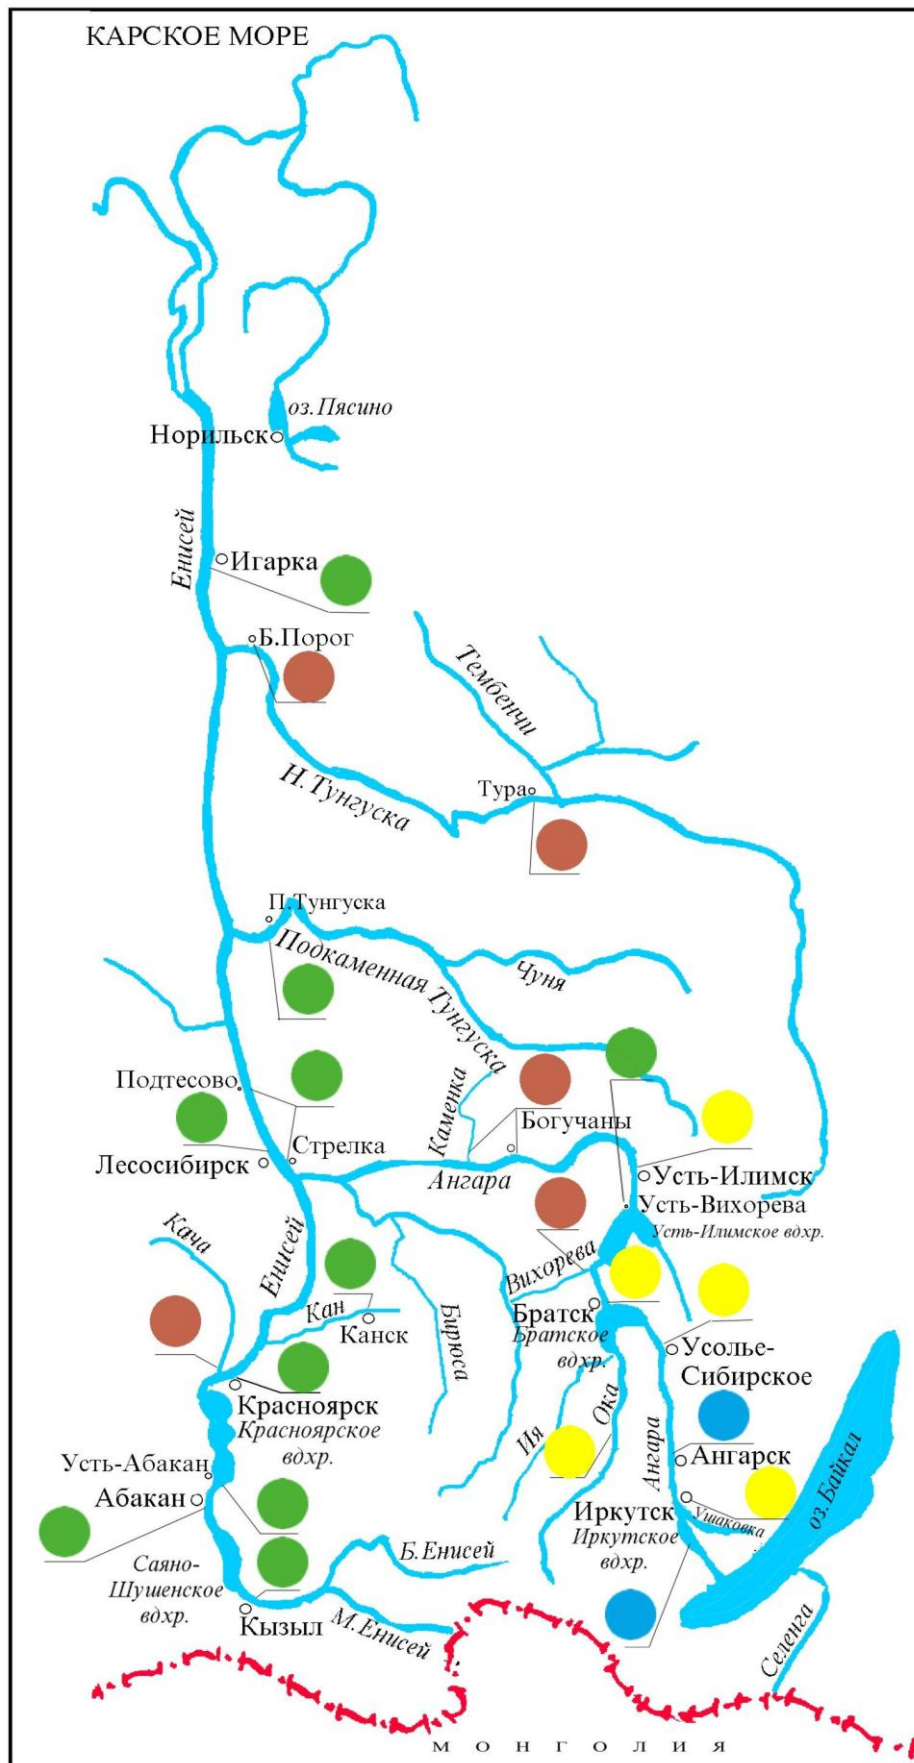 КАРСКОЕ МОРЕ
оз.Пясино
Норильск
Енисей
Игарка
Б.Порог
Тембенчи
Н.Тунгуска
Тура
П.Тунгуска
Подкаменная Тунгуска
Чуня
Подтесово
Каменка
Богучаны
Лесосибирск
Стрелка
Ангара
Усть-Илимск
Усть-Вихорева
Усть-Илимское вдхр.
Кача
Енисей
Вихорева
Кан
Канск
Бирюса
Братск
Братское
вдхр.
Усолье-
Сибирское
Красноярск
Красноярское
вдхр.
Ия
Ока
Ангара
Ангарск
оз.Байкал
Усть-Абакан
Абакан
Иркутск
Ушаковка
Иркутское
вдхр.
Саяно-
Шушенское
вдхр.
Б.Енисей
Кызыл
М.Енисей
Селенга
МОНГОЛИЯ